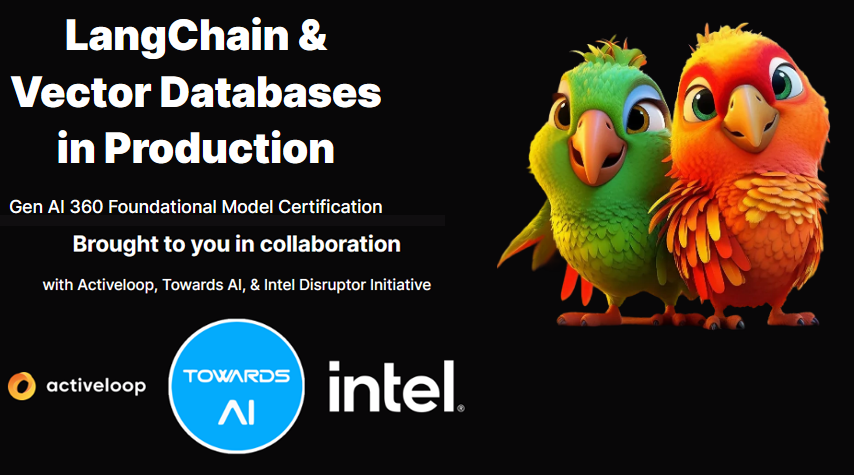 LangChain &
Vector Databases
in Production
Gen AI 360 Foundational Model Certification
Brought to you in collaboration
with Activeloop, Towards AI, & Intel Disruptor Initiative
activeloop
TOWARDS
AI
intel®